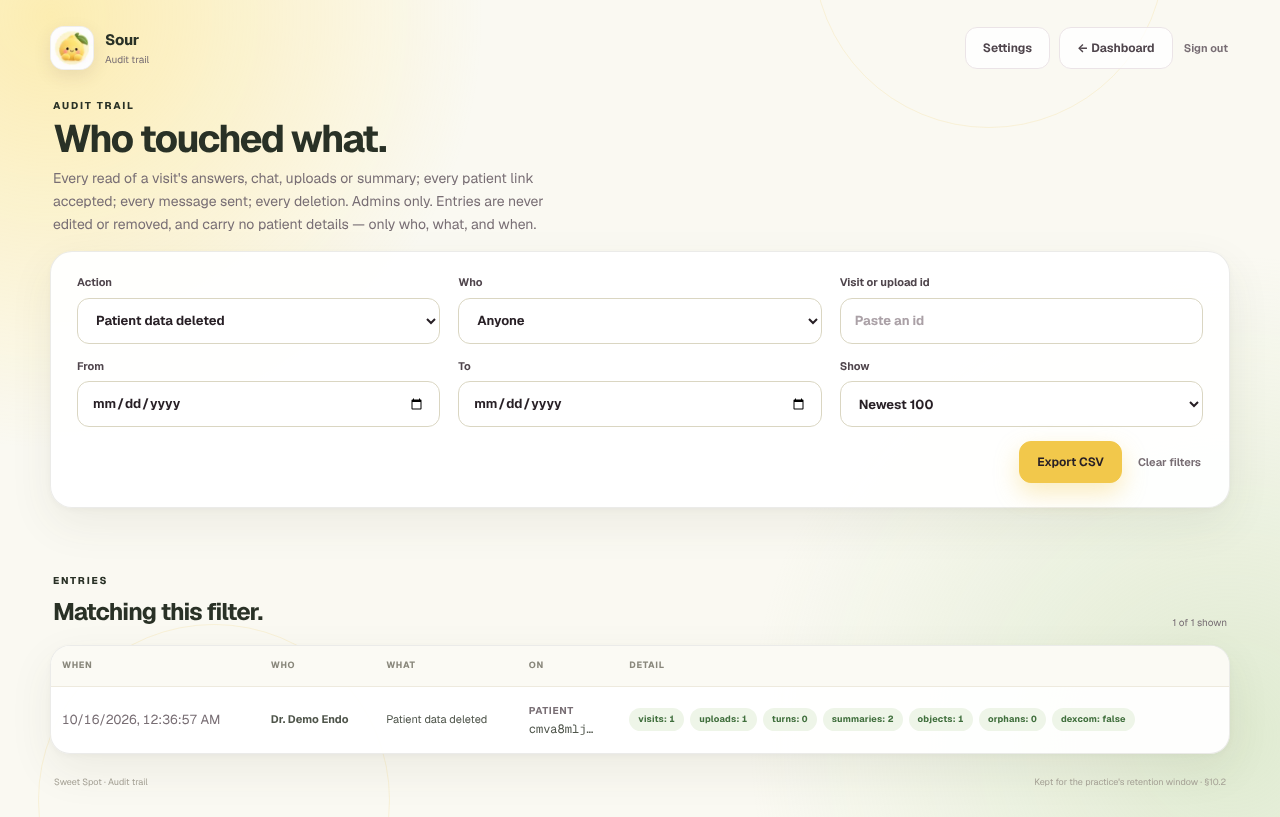 Sour
Audit trail
Settings
← Dashboard
Sign out
AUDIT TRAIL
Who touched what.
Every read of a visit's answers, chat, uploads or summary; every patient link
accepted; every message sent; every deletion. Admins only. Entries are never
edited or removed, and carry no patient details — only who, what, and when.
Action
Who
Visit or upload id
Patient data deleted
Anyone
Paste an id
From
To
Show
mm/dd/yyyy
mm/dd/yyyy
Newest 100
Export CSV
Clear filters
ENTRIES
Matching this filter.
1 of 1 shown
WHEN WHO WHAT ON DETAIL
10/16/2026, 12:36:57 AM
Dr. Demo Endo
Patient data deleted
PATIENT
cmva8mlj…
visits: 1
uploads: 1
turns: 0
summaries: 2
objects: 1
orphans: 0
dexcom: false
Sweet Spot · Audit trail
Kept for the practice's retention window · §10.2